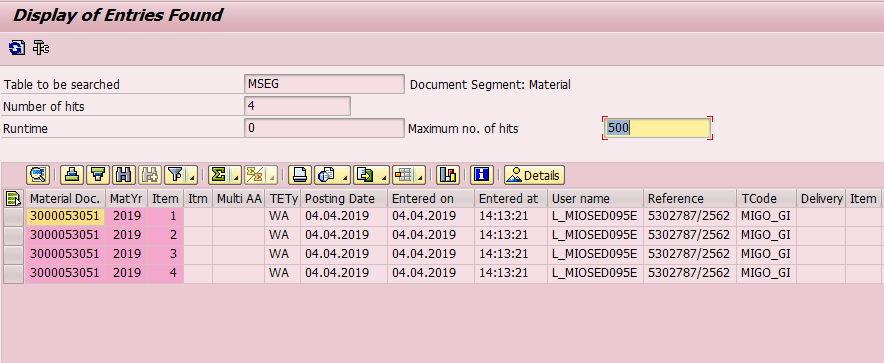 Display of Entries Found
Table to be searched MSEG Document Segment: Material
Number of hits 4
Runtime 0 Maximum no. of hits 500
Details
Material Doc. MatYr Item Itm Multi AA TETy Posting Date Entered on Entered at User name Reference TCode Delivery Item
3000053051 2019 1 WA 04.04.2019 04.04.2019 14:13:21 L_MIOSED095E 5302787/2562 MIGO_GI
3000053051 2019 2 WA 04.04.2019 04.04.2019 14:13:21 L_MIOSED095E 5302787/2562 MIGO_GI
3000053051 2019 3 WA 04.04.2019 04.04.2019 14:13:21 L_MIOSED095E 5302787/2562 MIGO_GI
3000053051 2019 4 WA 04.04.2019 04.04.2019 14:13:21 L_MIOSED095E 5302787/2562 MIGO_GI